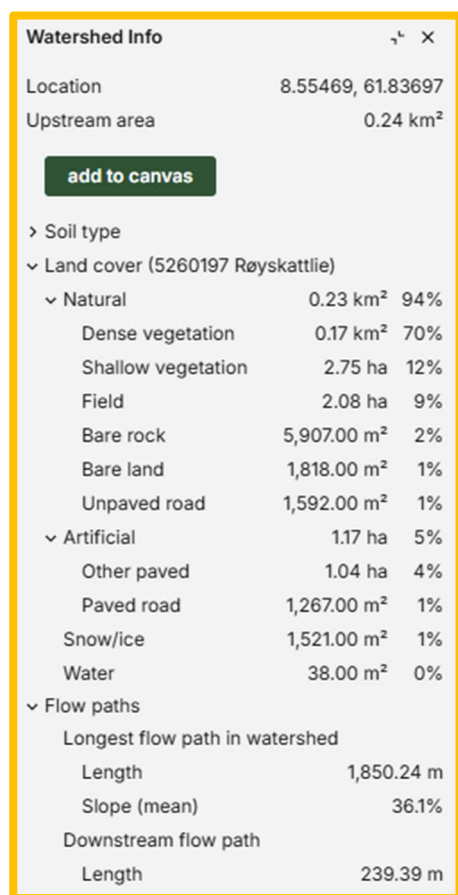 Watershed Info
Location 8.55469, 61.83697
Upstream area 0.24 km²
add to canvas
Soil type
Land cover (5260197 Røyskattlie)
Natural 0.23 km² 94%
Dense vegetation 0.17 km² 70%
Shallow vegetation 2.75 ha 12%
Field 2.08 ha 9%
Bare rock 5,907.00 m² 2%
Bare land 1,818.00 m² 1%
Unpaved road 1,592.00 m² 1%
Artificial 1.17 ha 5%
Other paved 1.04 ha 4%
Paved road 1,267.00 m² 1%
Snow/ice 1,521.00 m² 1%
Water 38.00 m² 0%
Flow paths
Longest flow path in watershed
Length 1,850.24 m
Slope (mean) 36.1%
Downstream flow path
Length 239.39 m